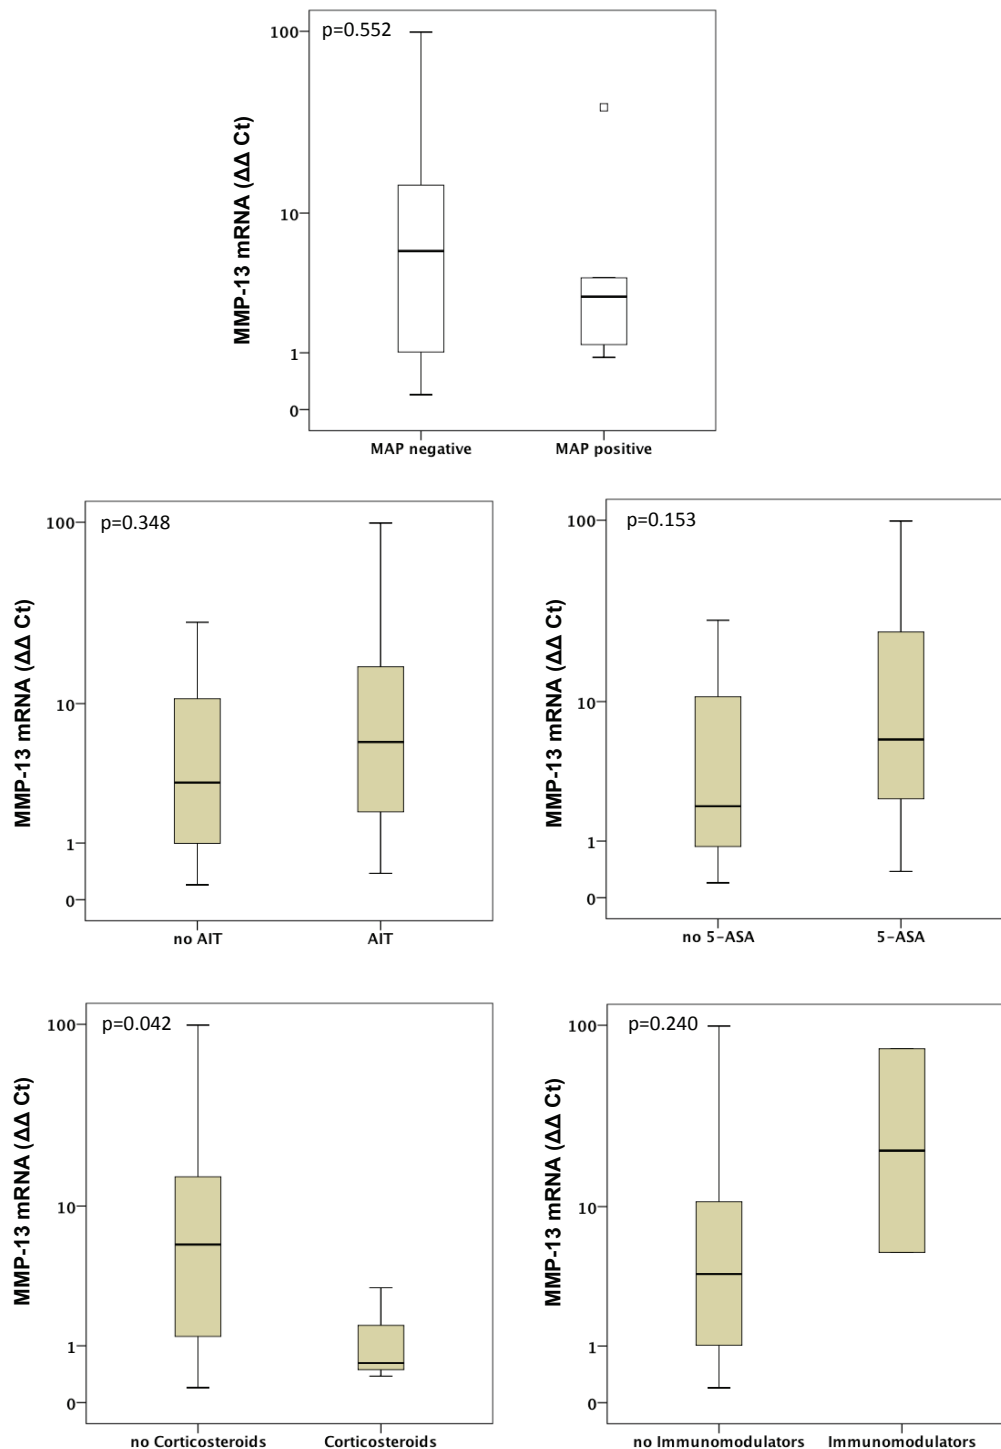 p=0.552
MMP-13 mRNA (ΔΔ Ct)
100
10
1
0
MAP negative
MAP positive
p=0.348
MMP-13 mRNA (ΔΔ Ct)
100
10
1
0
no AIT
AIT
p=0.153
MMP-13 mRNA (ΔΔ Ct)
100
10
1
0
no 5-ASA
5-ASA
p=0.042
MMP-13 mRNA (ΔΔ Ct)
100
10
1
0
no Corticosteroids
Corticosteroids
p=0.240
MMP-13 mRNA (ΔΔ Ct)
100
10
1
0
no Immunomodulators
Immunomodulators